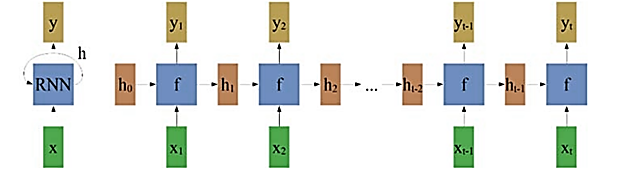 y y₁ y₂ yₜ₋₁ yₜ
h
RNN h₀ f h₁ f h₂ ... hₜ₋₂ f hₜ₋₁ f
x x₁ x₂ xₜ₋₁ xₜ